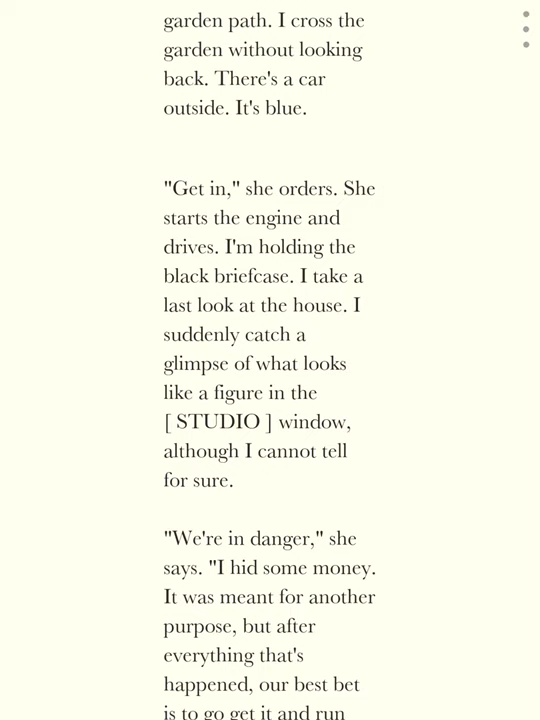 garden path. I cross the
garden without looking
back. There's a car
outside. It's blue.
"Get in," she orders. She
starts the engine and
drives. I'm holding the
black briefcase. I take a
last look at the house. I
suddenly catch a
glimpse of what looks
like a figure in the
[ STUDIO ] window,
although I cannot tell
for sure.
"We're in danger," she
says. "I hid some money.
It was meant for another
purpose, but after
everything that's
happened, our best bet
is to go get it and run